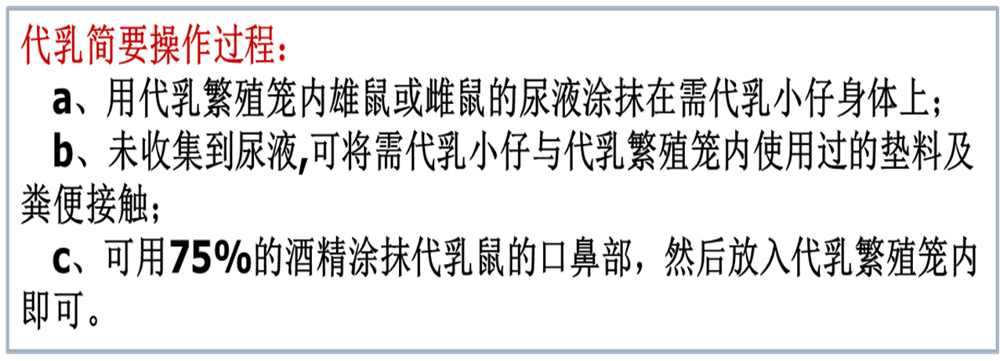 代乳简要操作过程：
a、用代乳繁殖笼内雄鼠或雌鼠的尿液涂抹在需代乳小仔身体上；
b、未收集到尿液,可将需代乳小仔与代乳繁殖笼内使用过的垫料及
粪便接触；
c、可用75%的酒精涂抹代乳鼠的口鼻部，然后放入代乳繁殖笼内
即可。